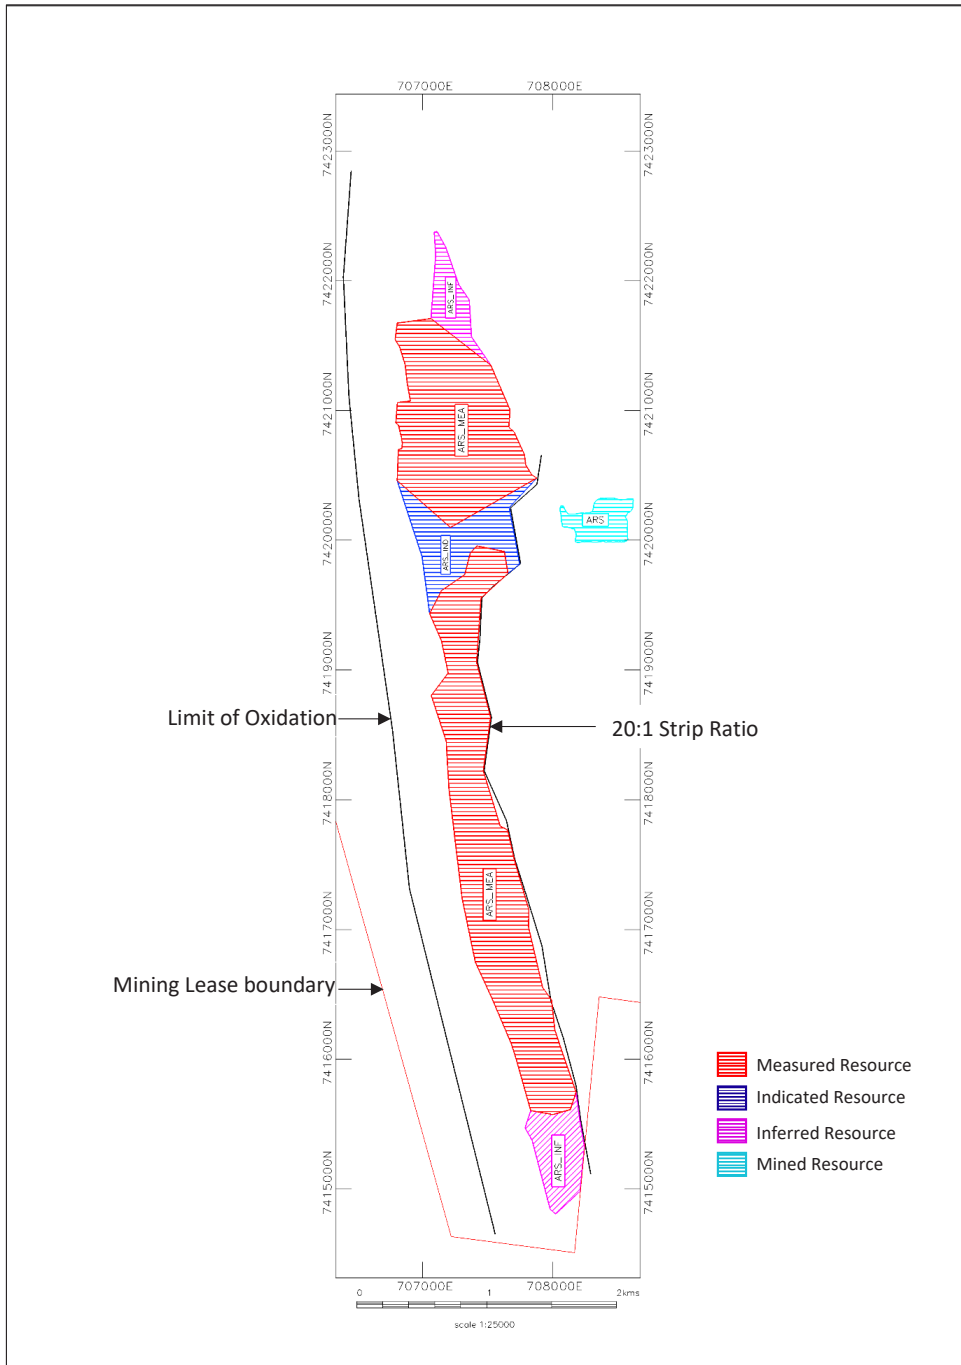 707000E 708000E
7423000N 7423000N
7422000N 7422000N
ARS_INF
7421000N 7421000N
ARS_MEA
7420000N 7420000N
ARS
ARS_IND
7419000N 7419000N
Limit of Oxidation
20:1 Strip Ratio
7418000N 7418000N
ARS_MEA
7417000N 7417000N
Mining Lease boundary
7416000N 7416000N
Measured Resource
Indicated Resource
Inferred Resource
Mined Resource
ARS_INF
7415000N 7415000N
707000E 708000E
0 1 2kms
scale 1:25000